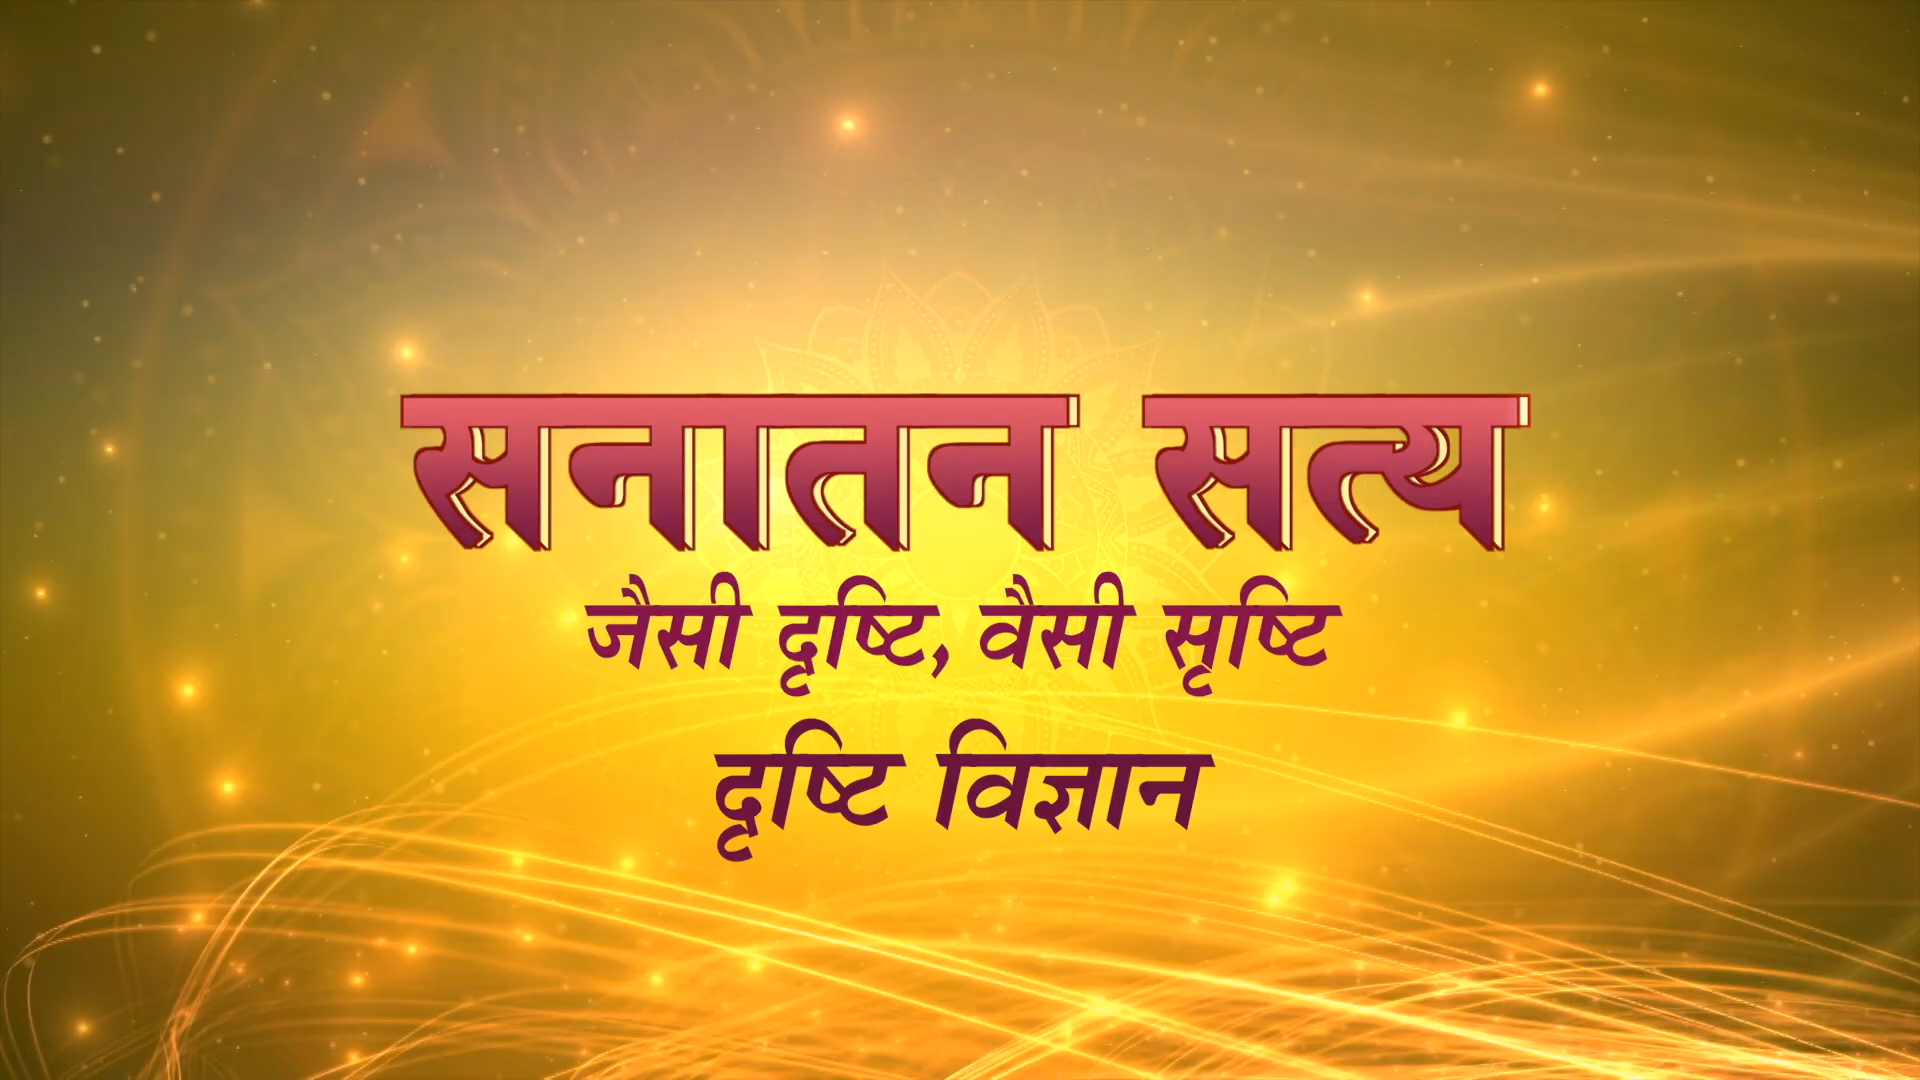 सनातन सत्य
जैसी दृष्टि, वैसी सृष्टि
दृष्टि विज्ञान